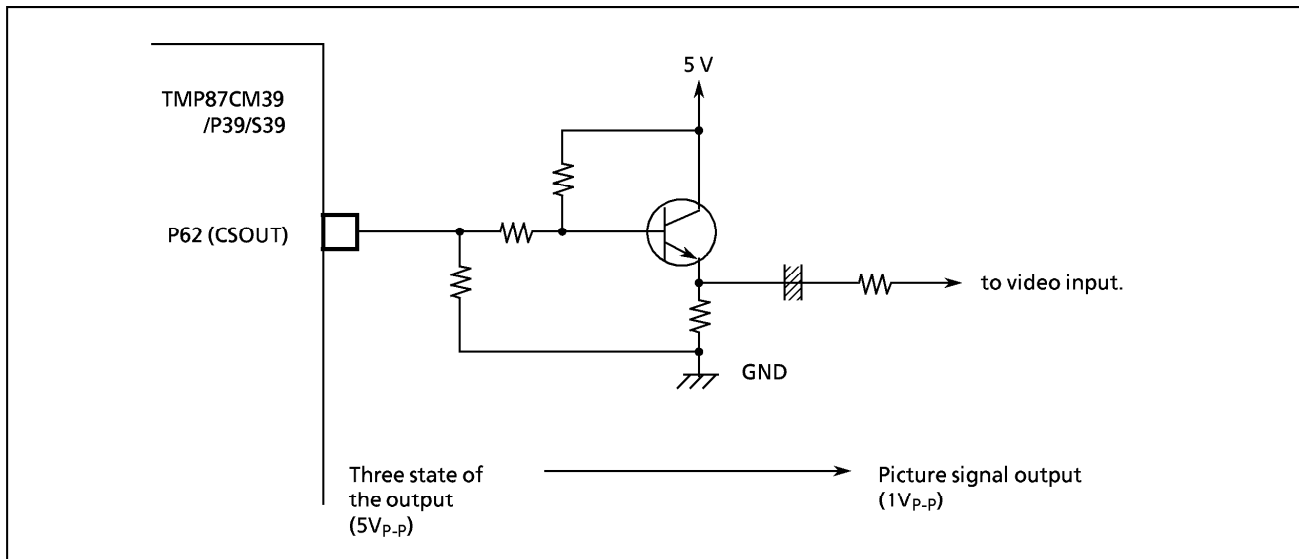 5 V
TMP87CM39
/P39/S39
P62 (CSOUT)
to video input.
GND
Three state of
the output
(5VP-P)
Picture signal output
(1VP-P)